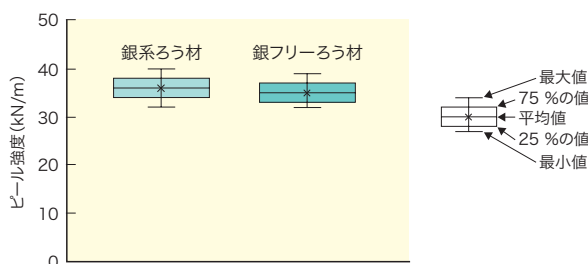 50
40
30
20
10
0
ピール強度(kN/m)
銀系ろう材
銀フリーろう材
最大値
75 %の値
平均値
25 %の値
最小値